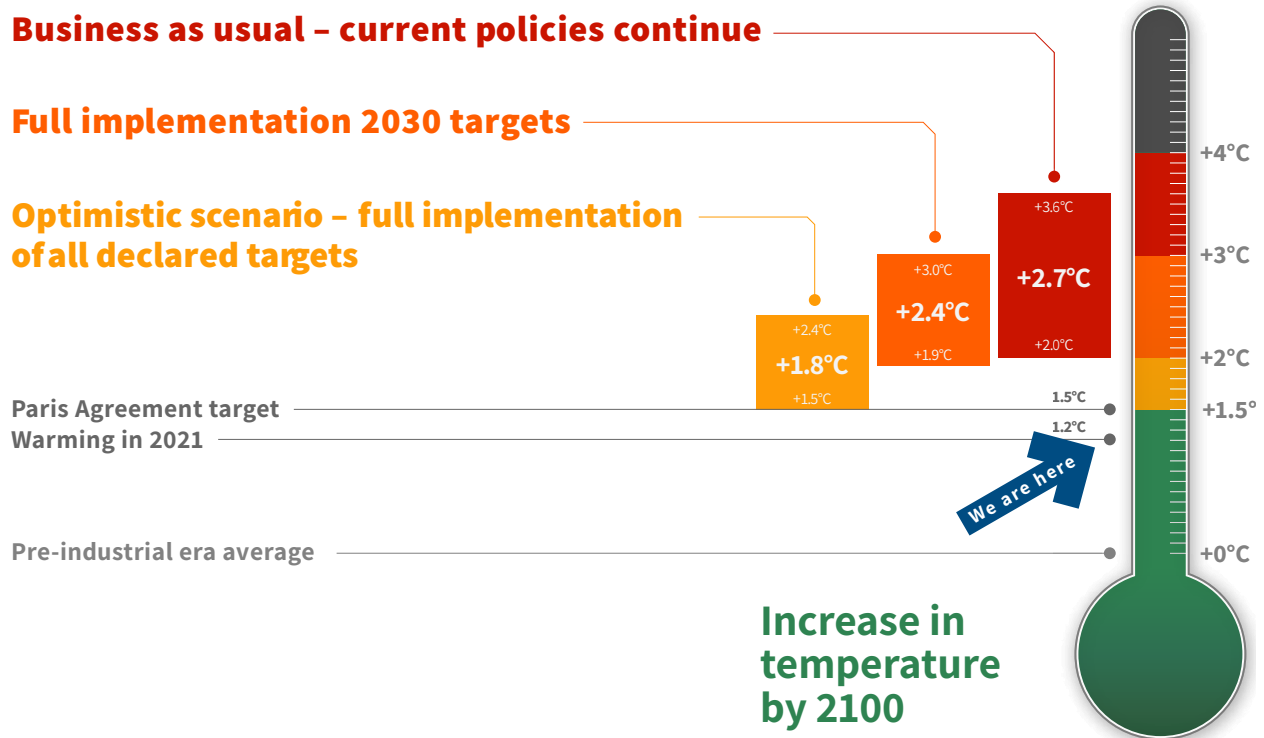 Business as usual – current policies continue
Full implementation 2030 targets
Optimistic scenario – full implementation
of all declared targets
+4°C
+3.6°C
+2.7°C
+2.0°C
+3°C
+3.0°C
+2.4°C
+1.9°C
+2.4°C
+1.8°C
+1.5°C
+2°C
Paris Agreement target
1.5°C
+1.5°
Warming in 2021
1.2°C
We are here
Pre-industrial era average
+0°C
Increase in
temperature
by 2100